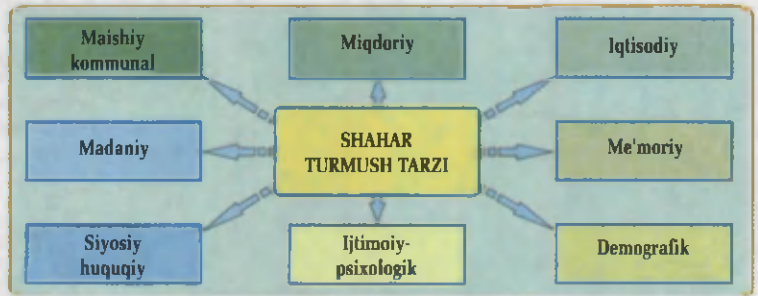 Maishiy
kommunal
Miqdoriy
Iqtisodiy
Madaniy
SHAHAR
TURMUSH TARZI
Me'moriy
Siyosiy
huquqiy
Ijtimoiy-
psixologik
Demografik